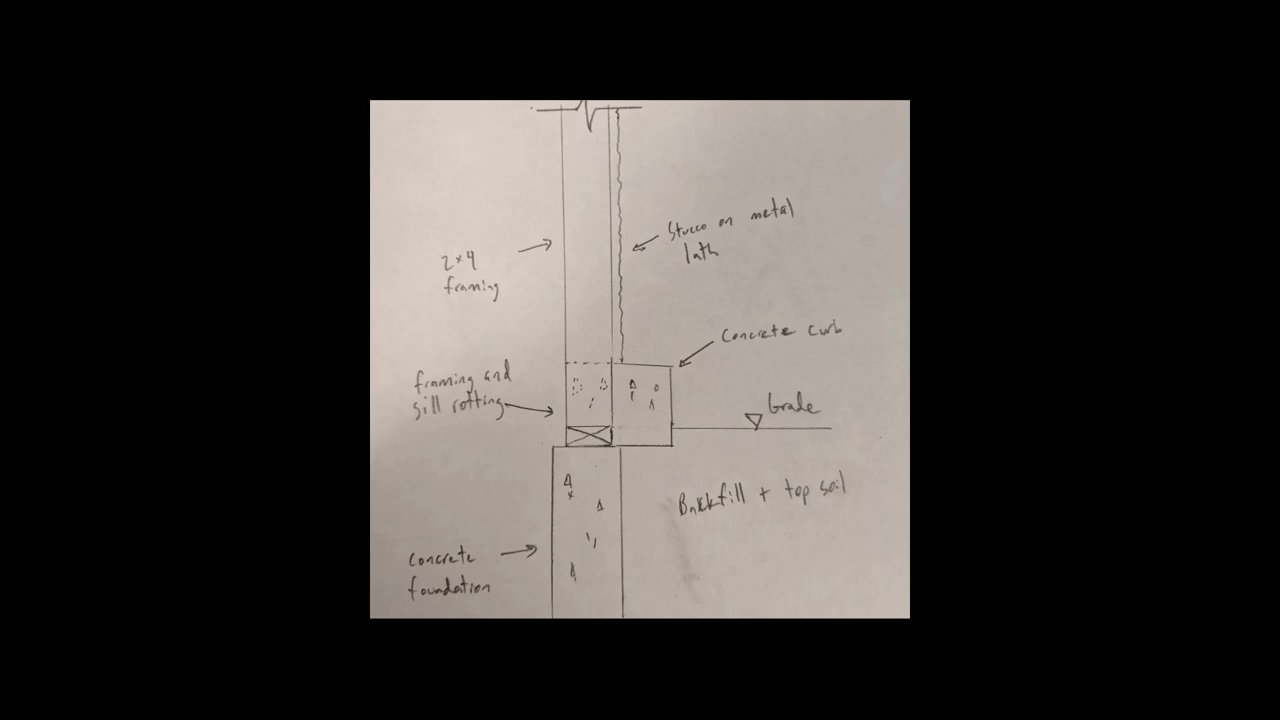 Stucco on metal
lath
2x4
framing
Concrete curb
framing and
sill rotting
Grade
Backfill + top soil
Concrete
foundation